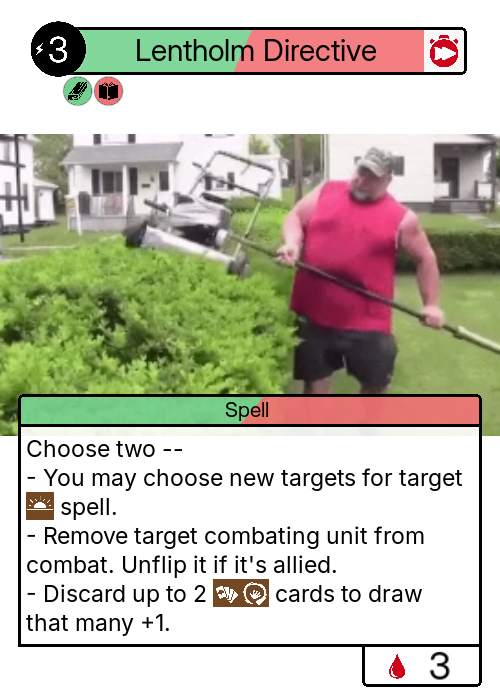 3
Lentholm Directive
Spell
Choose two --
- You may choose new targets for target
spell.
- Remove target combating unit from
combat. Unflip it if it's allied.
- Discard up to 2 cards to draw
that many +1.
3